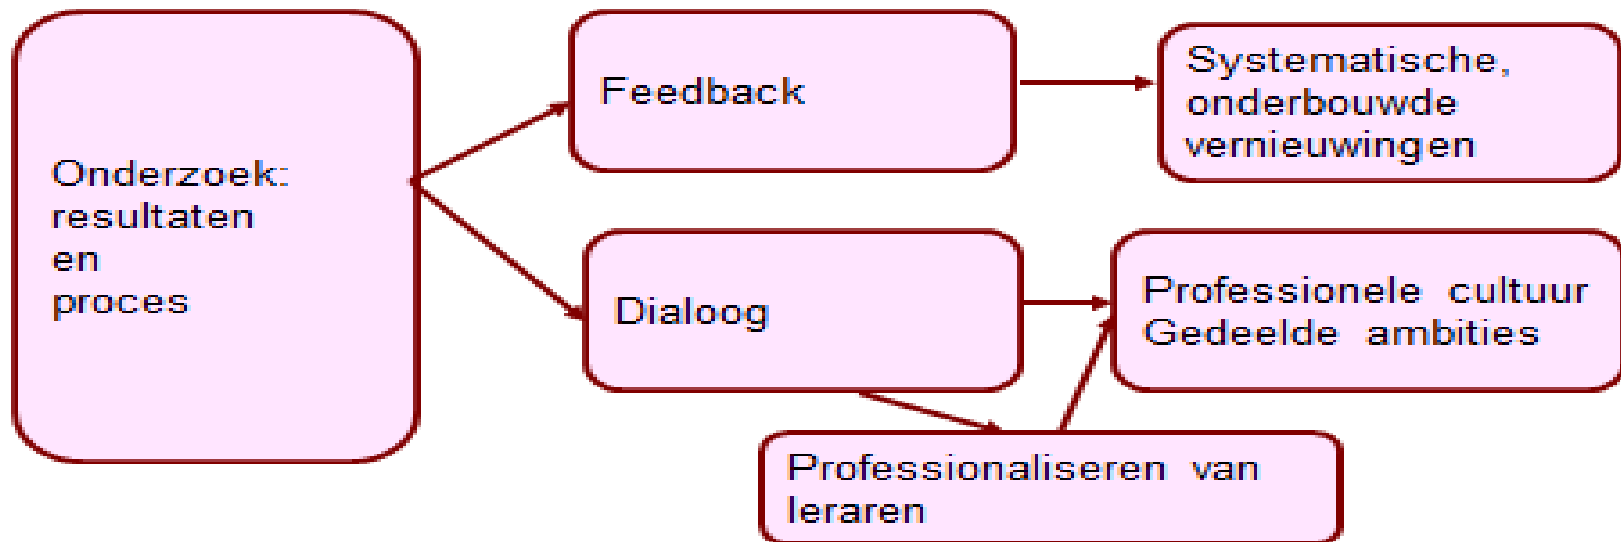 Onderzoek:
resultaten
en
proces
Feedback
Systematische,
onderbouwde
vernieuwingen
Dialoog
Professionele cultuur
Gedeelde ambities
Professionaliseren van
leraren